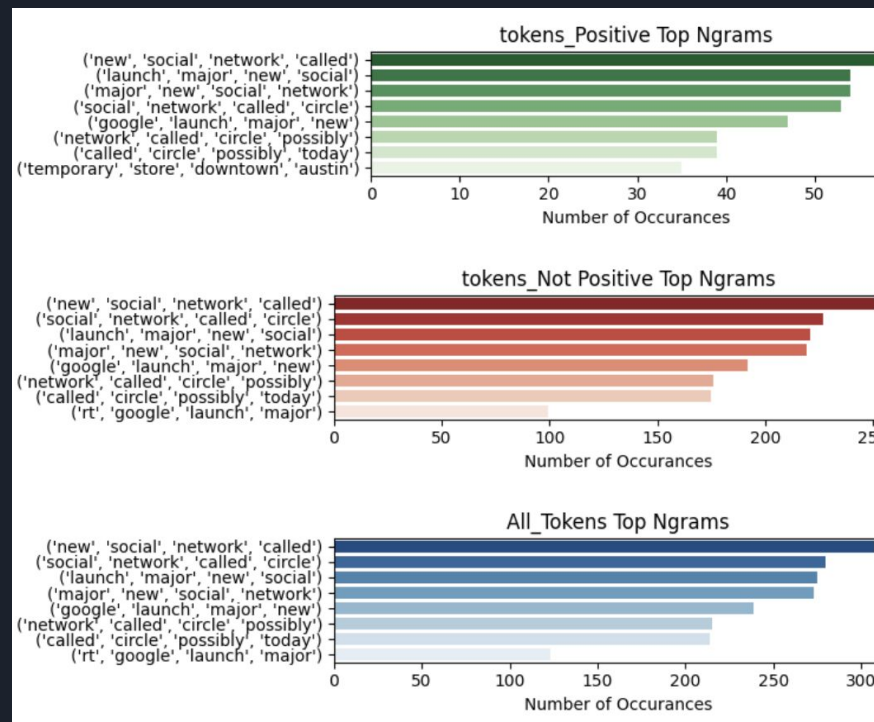 tokens_Positive Top Ngrams
('new', 'social', 'network', 'called')
('launch', 'major', 'new', 'social')
('major', 'new', 'social', 'network')
('social', 'network', 'called', 'circle')
('google', 'launch', 'major', 'new')
('network', 'called', 'circle', 'possibly')
('called', 'circle', 'possibly', 'today')
('temporary', 'store', 'downtown', 'austin')
0 10 20 30 40 50
Number of Occurances
tokens_Not Positive Top Ngrams
('new', 'social', 'network', 'called')
('social', 'network', 'called', 'circle')
('launch', 'major', 'new', 'social')
('major', 'new', 'social', 'network')
('google', 'launch', 'major', 'new')
('network', 'called', 'circle', 'possibly')
('called', 'circle', 'possibly', 'today')
('rt', 'google', 'launch', 'major')
0 50 100 150 200
Number of Occurances
All_Tokens Top Ngrams
('new', 'social', 'network', 'called')
('social', 'network', 'called', 'circle')
('launch', 'major', 'new', 'social')
('major', 'new', 'social', 'network')
('google', 'launch', 'major', 'new')
('network', 'called', 'circle', 'possibly')
('called', 'circle', 'possibly', 'today')
('rt', 'google', 'launch', 'major')
0 50 100 150 200 250 300
Number of Occurances